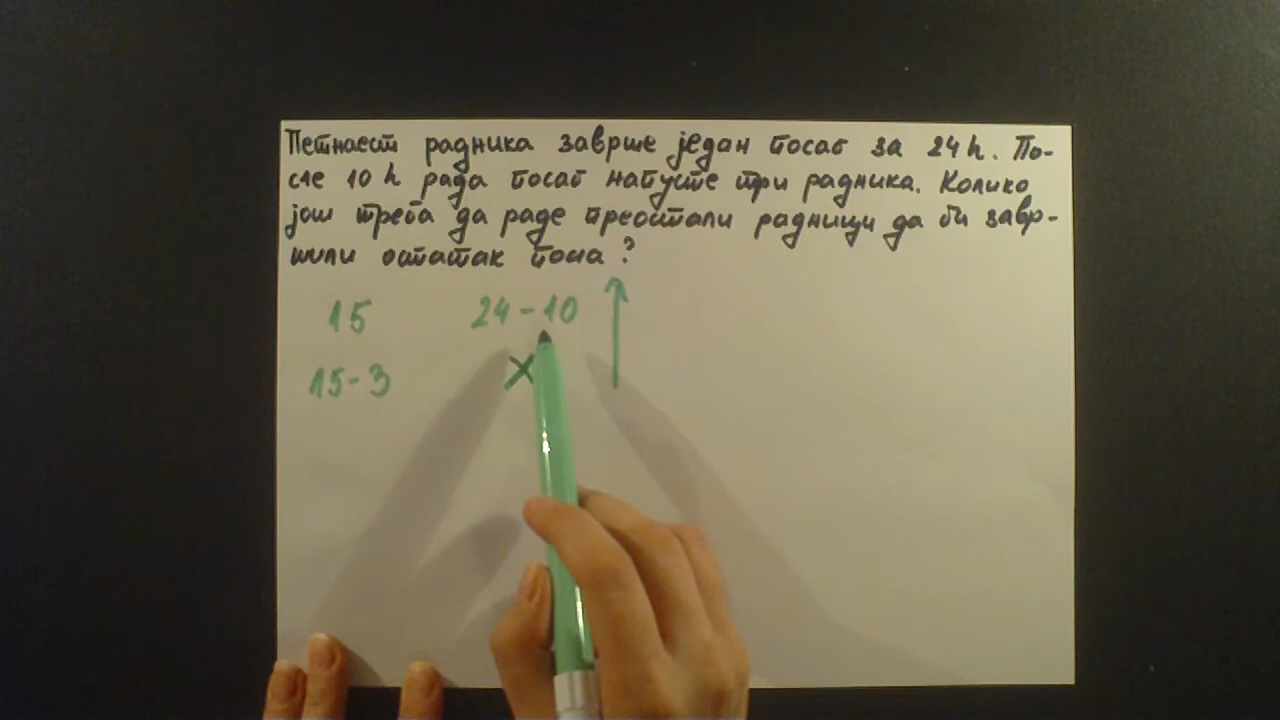 Петнаест радника заврше један посао за 24 h. По-
сле 10 h рада посао напусте три радника. Колико
још треба да раде преостали радници да би завр-
шили остатак посла?
15 24-10
15-3 x